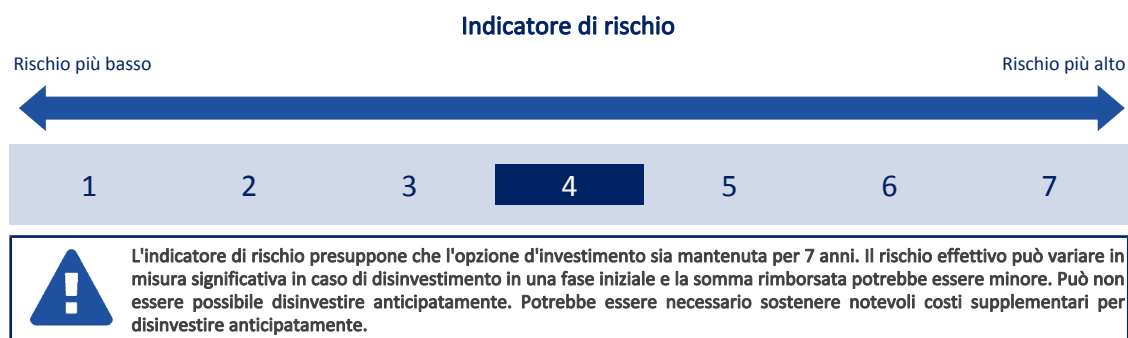 Indicatore di rischio
Rischio più basso
Rischio più alto
1 2 3 4 5 6 7
L'indicatore di rischio presuppone che l'opzione d'investimento sia mantenuta per 7 anni. Il rischio effettivo può variare in
misura significativa in caso di disinvestimento in una fase iniziale e la somma rimborsata potrebbe essere minore. Può non
essere possibile disinvestire anticipatamente. Potrebbe essere necessario sostenere notevoli costi supplementari per
disinvestire anticipatamente.